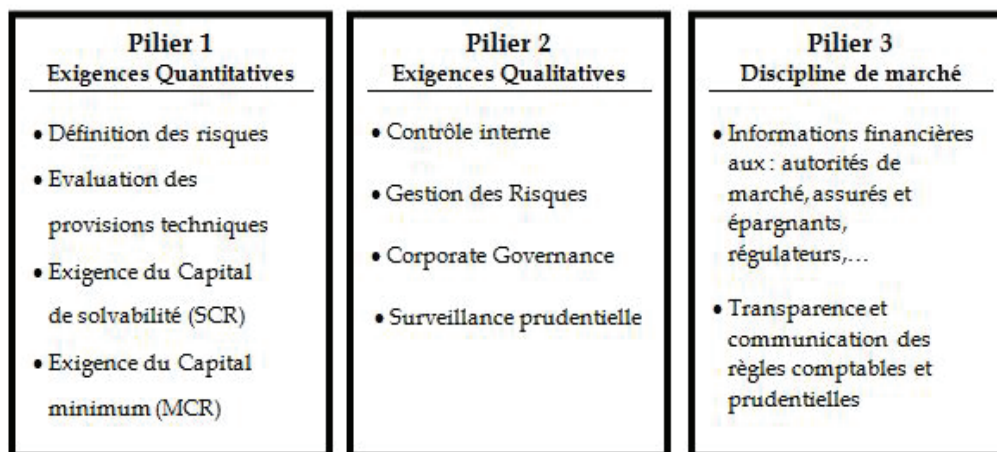 Pilier 1
Exigences Quantitatives
• Définition des risques
• Evaluation des
provisions techniques
• Exigence du Capital
de solvabilité (SCR)
• Exigence du Capital
minimum (MCR)
Pilier 2
Exigences Qualitatives
• Contrôle interne
• Gestion des Risques
• Corporate Governance
• Surveillance prudentielle
Pilier 3
Discipline de marché
• Informations financières
aux : autorités de
marché, assurés et
épargnants,
régulateurs,…
• Transparence et
communication des
règles comptables et
prudentielles